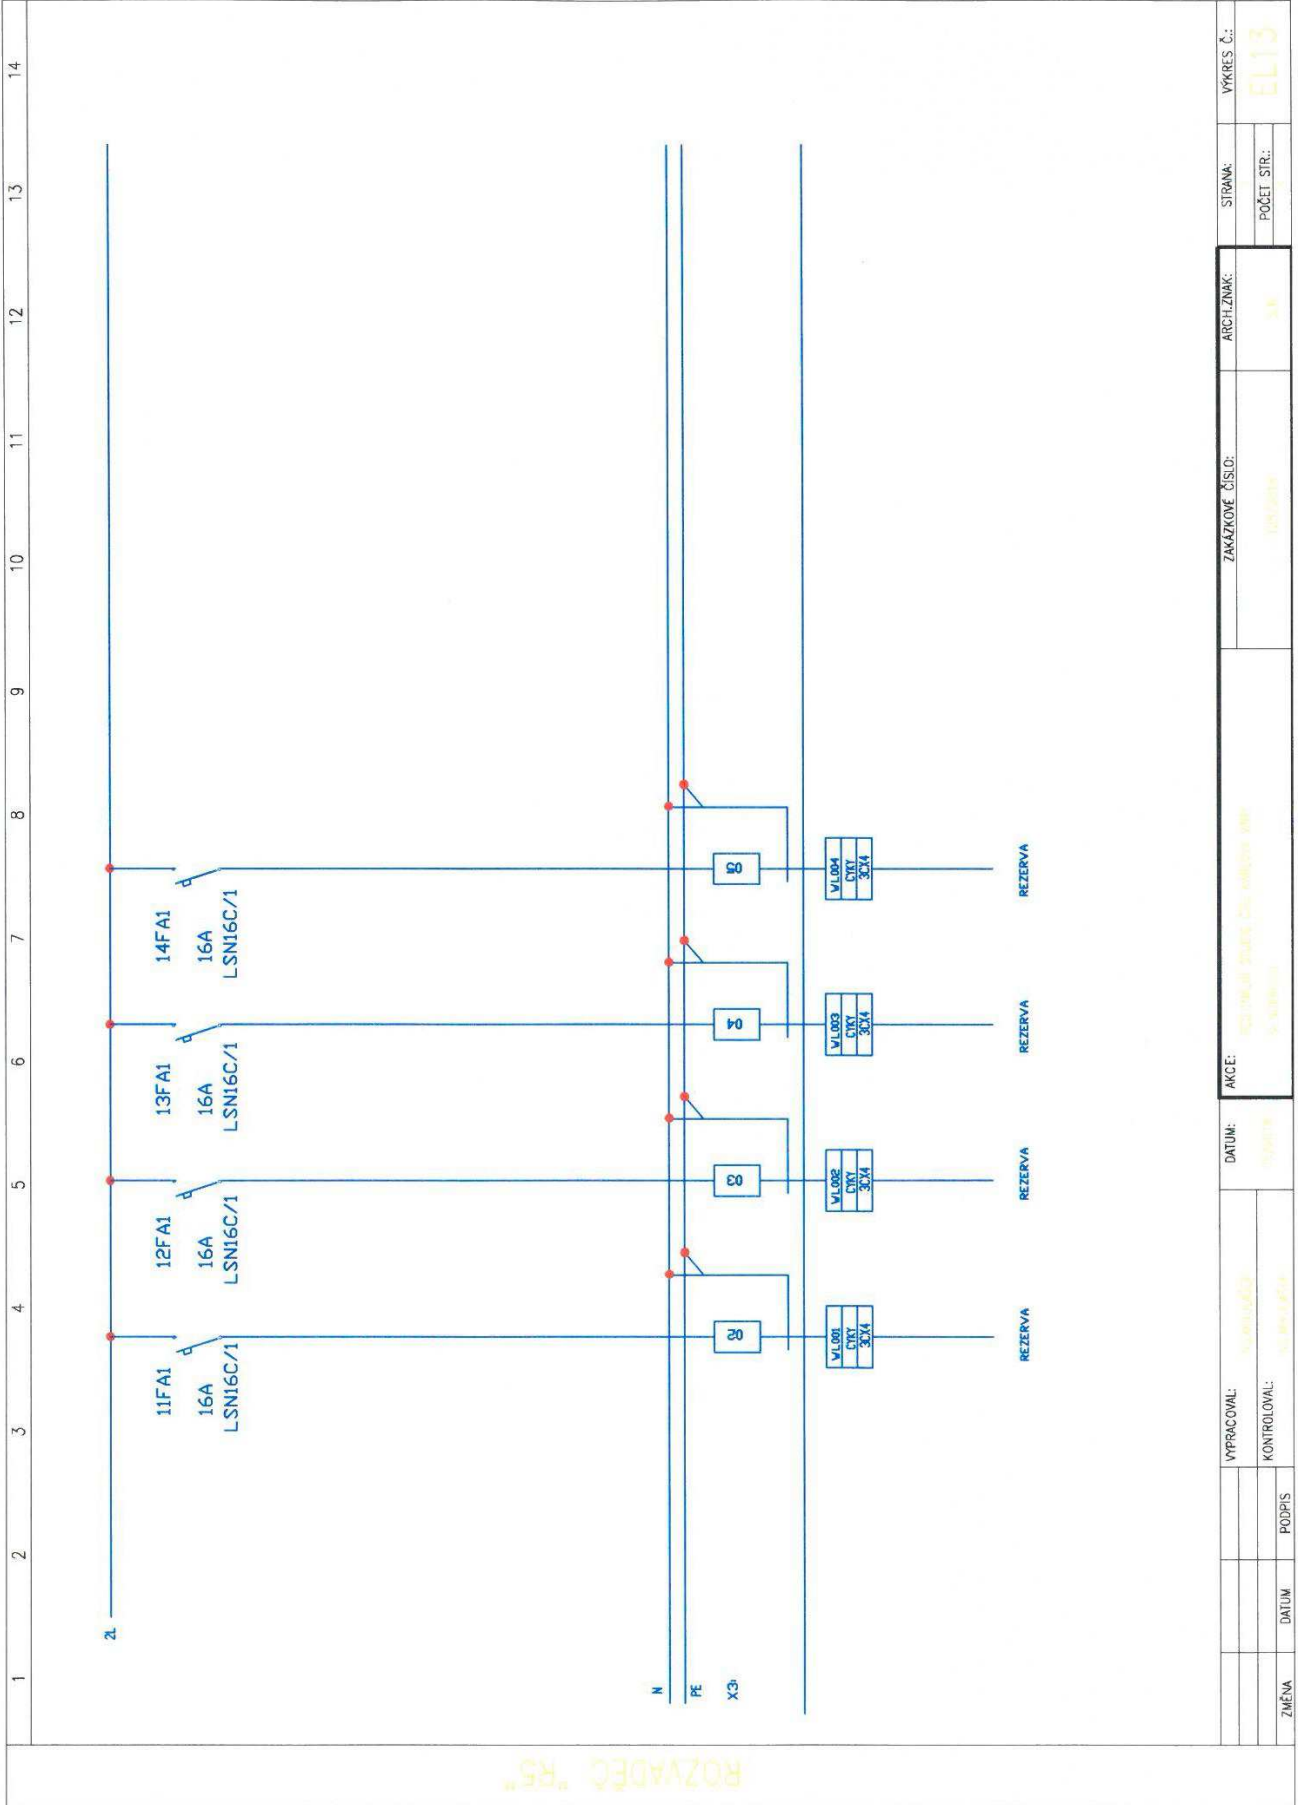 1 2 3 4 5 6 7 8 9 10 11 12 13 14
2L
11FA1
16A
LSN16C/1
12FA1
16A
LSN16C/1
13FA1
16A
LSN16C/1
14FA1
16A
LSN16C/1
N
PE
X3:
02
03
04
05
WL001
CYKY
3CX4
WL002
CYKY
3CX4
WL003
CYKY
3CX4
WL004
CYKY
3CX4
REZERVA
REZERVA
REZERVA
REZERVA
ROZVADĚČ "R5"
ZMĚNA
DATUM
PODPIS
VYPRACOVAL:
KONTROLOVAL:
DATUM:
AKCE:
ZAKÁZKOVÉ ČÍSLO:
ARCH.ZNAK:
STRANA:
POČET STR.:
VÝKRES Č.:
EL13